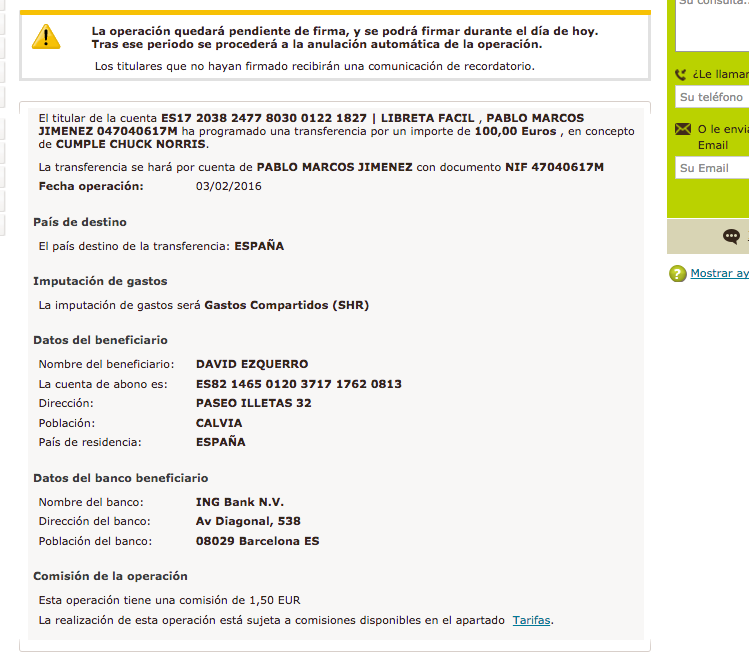 La operación quedará pendiente de firma, y se podrá firmar durante el día de hoy.
Tras ese periodo se procederá a la anulación automática de la operación.
Los titulares que no hayan firmado recibirán una comunicación de recordatorio.
El titular de la cuenta ES17 2038 2477 8030 0122 1827 | LIBRETA FACIL , PABLO MARCOS
JIMENEZ 047040617M ha programado una transferencia por un importe de 100,00 Euros , en concepto
de CUMPLE CHUCK NORRIS.
La transferencia se hará por cuenta de PABLO MARCOS JIMENEZ con documento NIF 47040617M
Fecha operación: 03/02/2016
País de destino
El país destino de la transferencia: ESPAÑA
Imputación de gastos
La imputación de gastos será Gastos Compartidos (SHR)
Datos del beneficiario
Nombre del beneficiario: DAVID EZQUERRO
La cuenta de abono es: ES82 1465 0120 3717 1762 0813
Dirección: PASEO ILLETAS 32
Población: CALVIA
País de residencia: ESPAÑA
Datos del banco beneficiario
Nombre del banco: ING Bank N.V.
Dirección del banco: Av Diagonal, 538
Población del banco: 08029 Barcelona ES
Comisión de la operación
Esta operación tiene una comisión de 1,50 EUR
La realización de esta operación está sujeta a comisiones disponibles en el apartado Tarifas.
Su consulta..
¿Le llamar
Su teléfono
O le envia
Email
Su Email
?
Mostrar ay